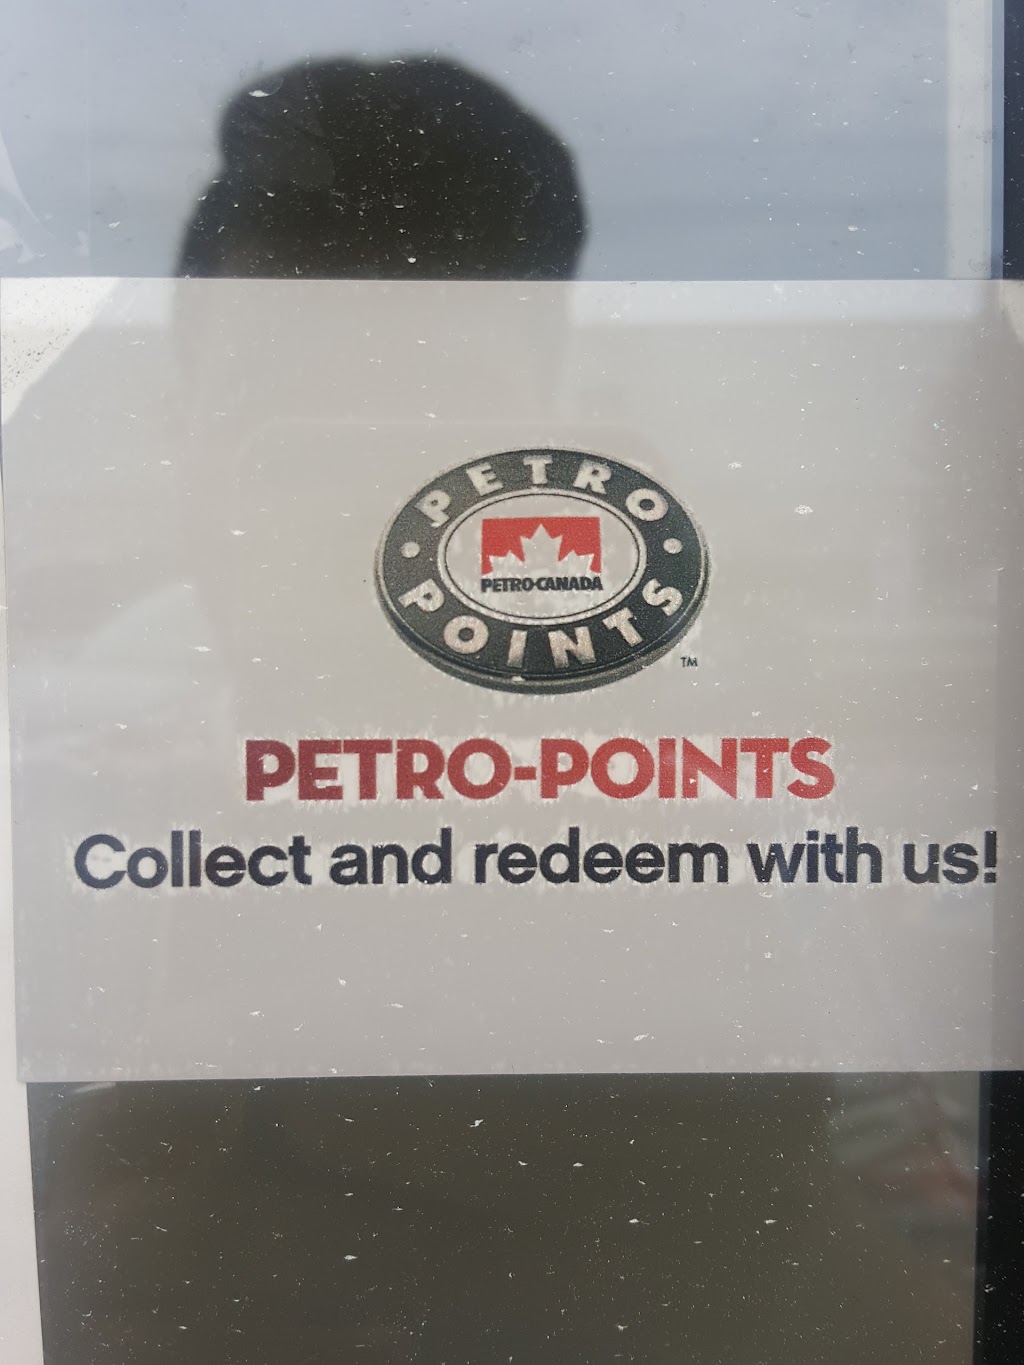 PETRO
PETRO-CANADA
POINTS
TM
PETRO-POINTS
Collect and redeem with us!